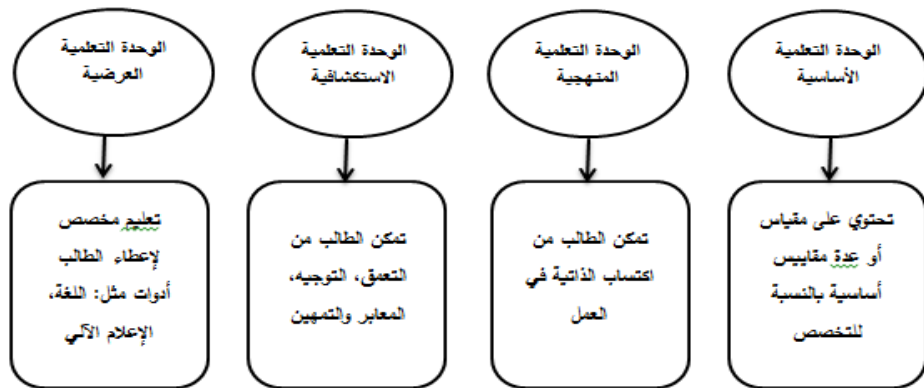 الوحدة التعلمية
الأساسية
الوحدة التعلمية
المنهجية
الوحدة التعلمية
الاستكشافية
الوحدة التعلمية
العرضية
تحتوي على مقياس
أو عدة مقاييس
أساسية بالنسبة
للتخصص
تمكن الطالب من
اكتساب الذاتية في
العمل
تمكن الطالب من
التعمق، التوجيه،
المعابر والتمهين
تعليم مخصص
لإعطاء الطالب
أدوات مثل: اللغة،
الإعلام الآلي